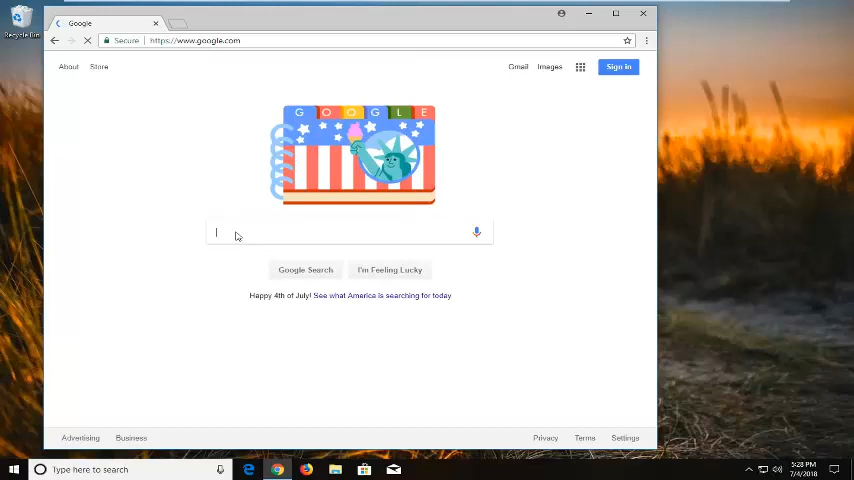 Recycle Bin
Google
Secure
https://www.google.com
About
Store
Gmail
Images
Sign in
GOOGLE
Google Search
I'm Feeling Lucky
Happy 4th of July! See what America is searching for today
Advertising
Business
Privacy
Terms
Settings
Type here to search
5:28 PM
7/4/2018